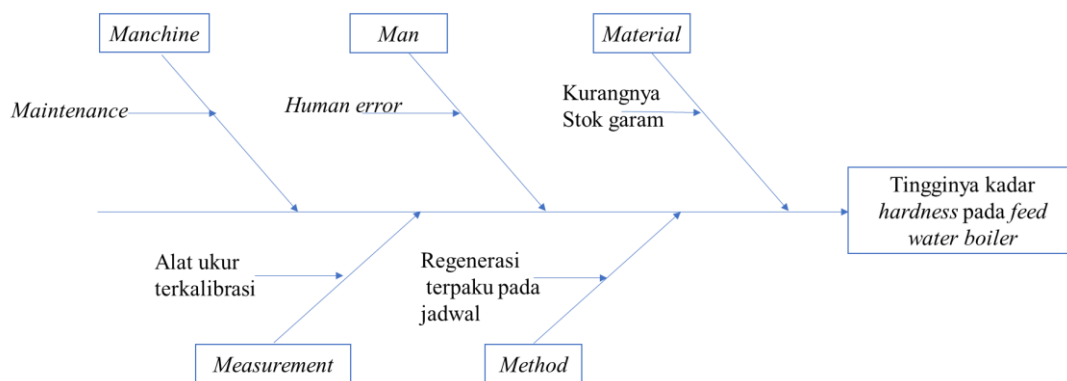 Manchine
Man
Material
Maintenance
Human error
Kurangnya
Stok garam
Tingginya kadar
hardness pada feed
water boiler
Alat ukur
terkalibrasi
Regenerasi
terpaku pada
jadwal
Measurement
Method